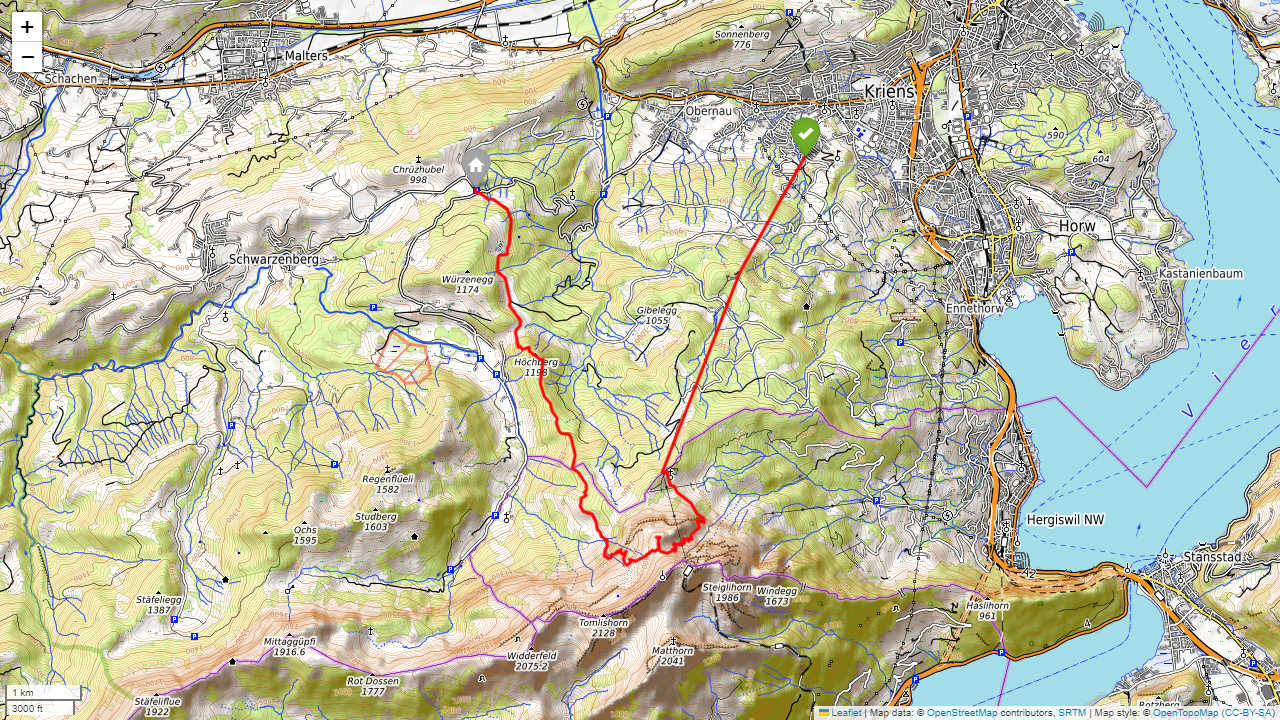 +
−
Sonnenberg
776
Malters
Schachen
Kriens
Obernau
590
604
Chrüzhubel
998
Horw
Schwarzenberg
Kastanienbaum
Würzenegg
1174
Gibelegg
1055
Ennethorw
Höchberg
1198
Regenflüeli
1582
Studberg
1603
Ochs
1595
Hergiswil NW
Stansstad
Stäfeliegg
1387
Steiglihorn
1986
Windegg
1673
Haslihorn
961
Tomlishorn
2128
Mittaggüpfi
1916.6
Widderfeld
2075.2
Matthorn
2041
Rot Dossen
1777
Stäfeliflue
1922
Rotzberg
1 km
3000 ft
Leaflet | Map data: © OpenStreetMap contributors, SRTM | Map style: © OpenTopoMap (CC-BY-SA)